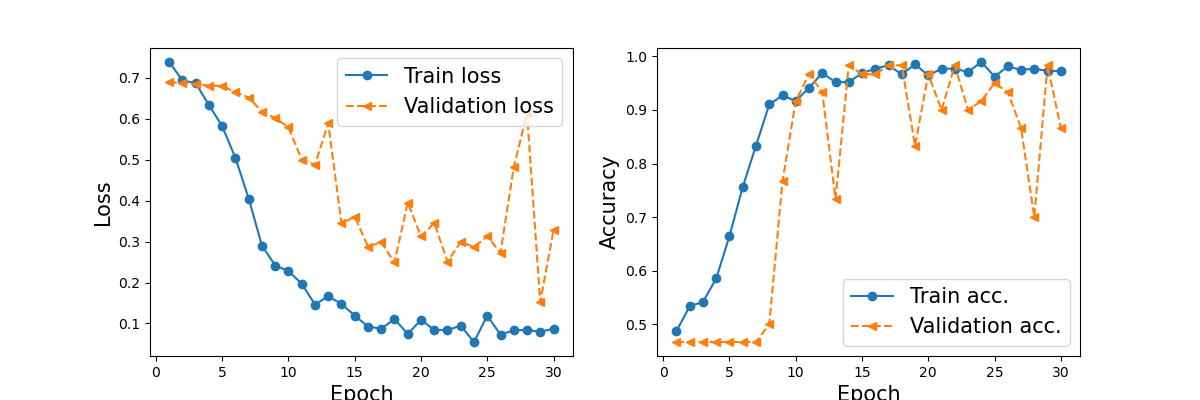 Train loss
Validation loss
Loss
0.7
0.6
0.5
0.4
0.3
0.2
0.1
0 5 10 15 20 25 30
Epoch
Accuracy
1.0
0.9
0.8
0.7
0.6
0.5
Train acc.
Validation acc.
0 5 10 15 20 25 30
Epoch